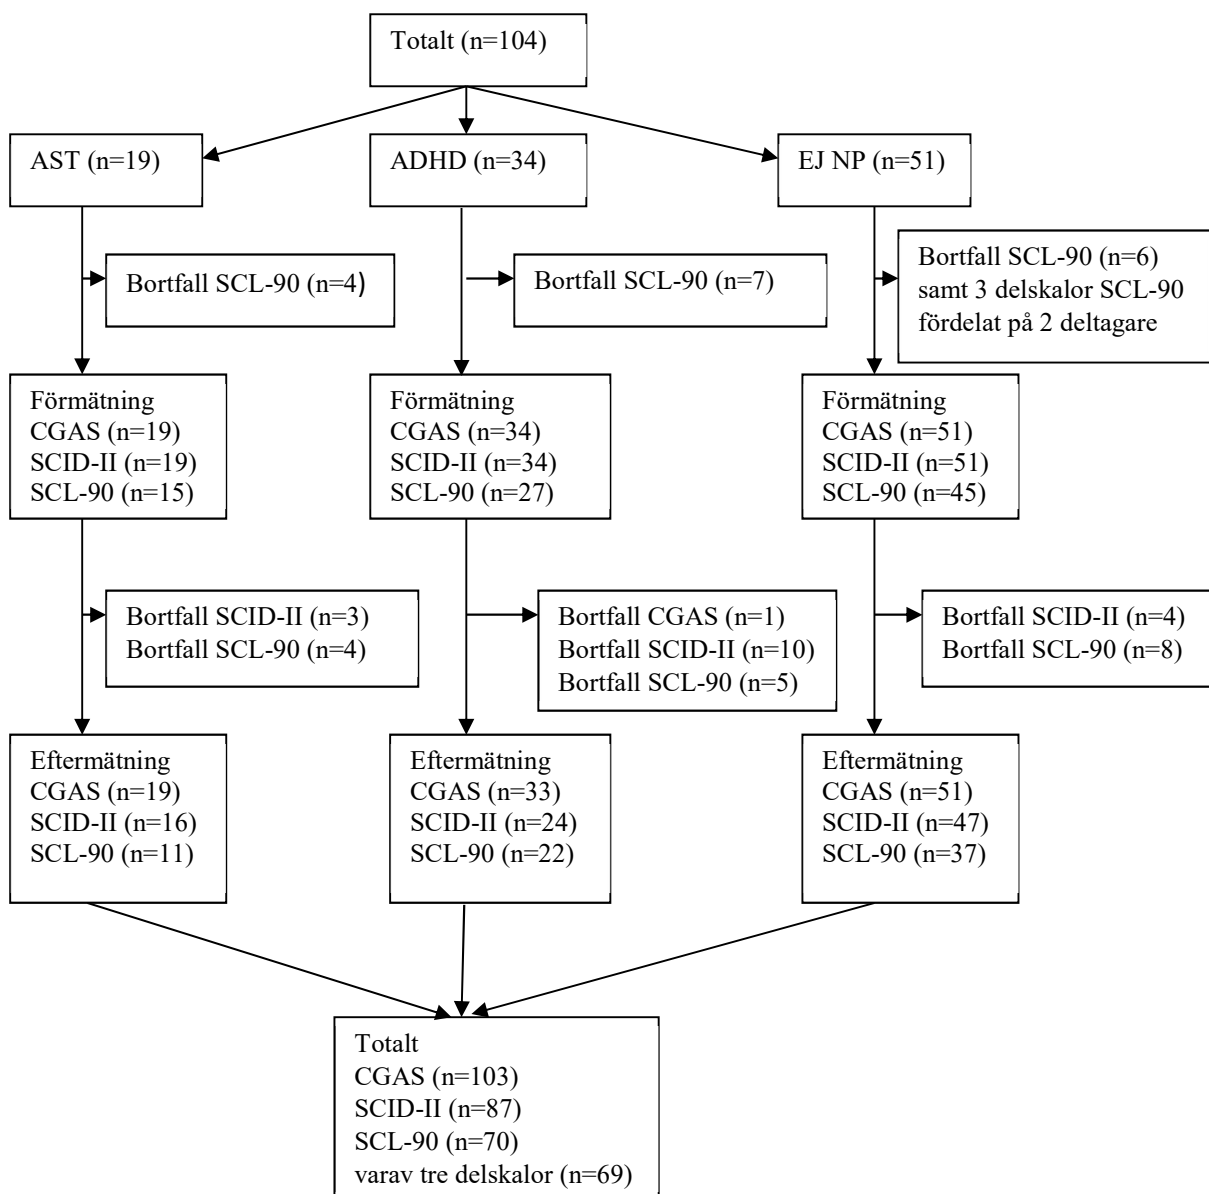 Totalt (n=104)
AST (n=19)
ADHD (n=34)
EJ NP (n=51)
Bortfall SCL-90 (n=4)
Bortfall SCL-90 (n=7)
Bortfall SCL-90 (n=6)
samt 3 delskalor SCL-90
fördelat på 2 deltagare
Förmätning
CGAS (n=19)
SCID-II (n=19)
SCL-90 (n=15)
Förmätning
CGAS (n=34)
SCID-II (n=34)
SCL-90 (n=27)
Förmätning
CGAS (n=51)
SCID-II (n=51)
SCL-90 (n=45)
Bortfall SCID-II (n=3)
Bortfall SCL-90 (n=4)
Bortfall CGAS (n=1)
Bortfall SCID-II (n=10)
Bortfall SCL-90 (n=5)
Bortfall SCID-II (n=4)
Bortfall SCL-90 (n=8)
Eftermätning
CGAS (n=19)
SCID-II (n=16)
SCL-90 (n=11)
Eftermätning
CGAS (n=33)
SCID-II (n=24)
SCL-90 (n=22)
Eftermätning
CGAS (n=51)
SCID-II (n=47)
SCL-90 (n=37)
Totalt
CGAS (n=103)
SCID-II (n=87)
SCL-90 (n=70)
varav tre delskalor (n=69)